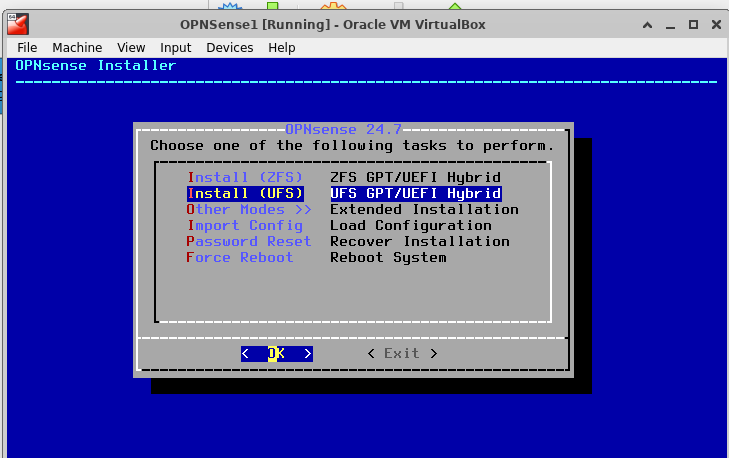 OPNSense1 [Running] - Oracle VM VirtualBox
File Machine View Input Devices Help
OPNsense Installer
OPNsense 24.7
Choose one of the following tasks to perform.
Install (ZFS) ZFS GPT/UEFI Hybrid
Install (UFS) UFS GPT/UEFI Hybrid
Other Modes >> Extended Installation
Import Config Load Configuration
Password Reset Recover Installation
Force Reboot Reboot System
< OK > < Exit >